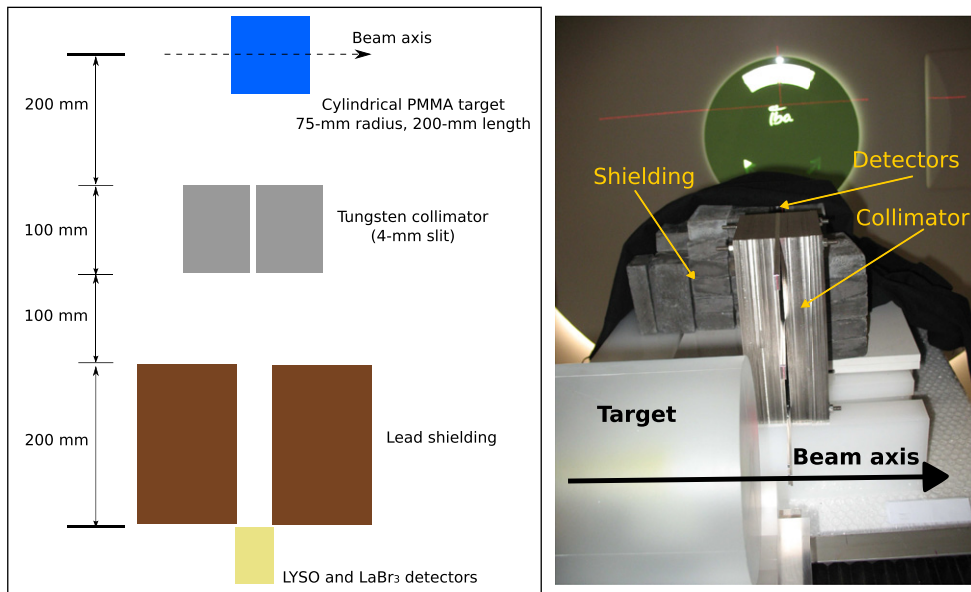 Beam axis
200 mm
Cylindrical PMMA target
75-mm radius, 200-mm length
Tungsten collimator
(4-mm slit)
100 mm
100 mm
200 mm
Lead shielding
LYSO and LaBr₃ detectors
iba
Detectors
Shielding
Collimator
Target
Beam axis